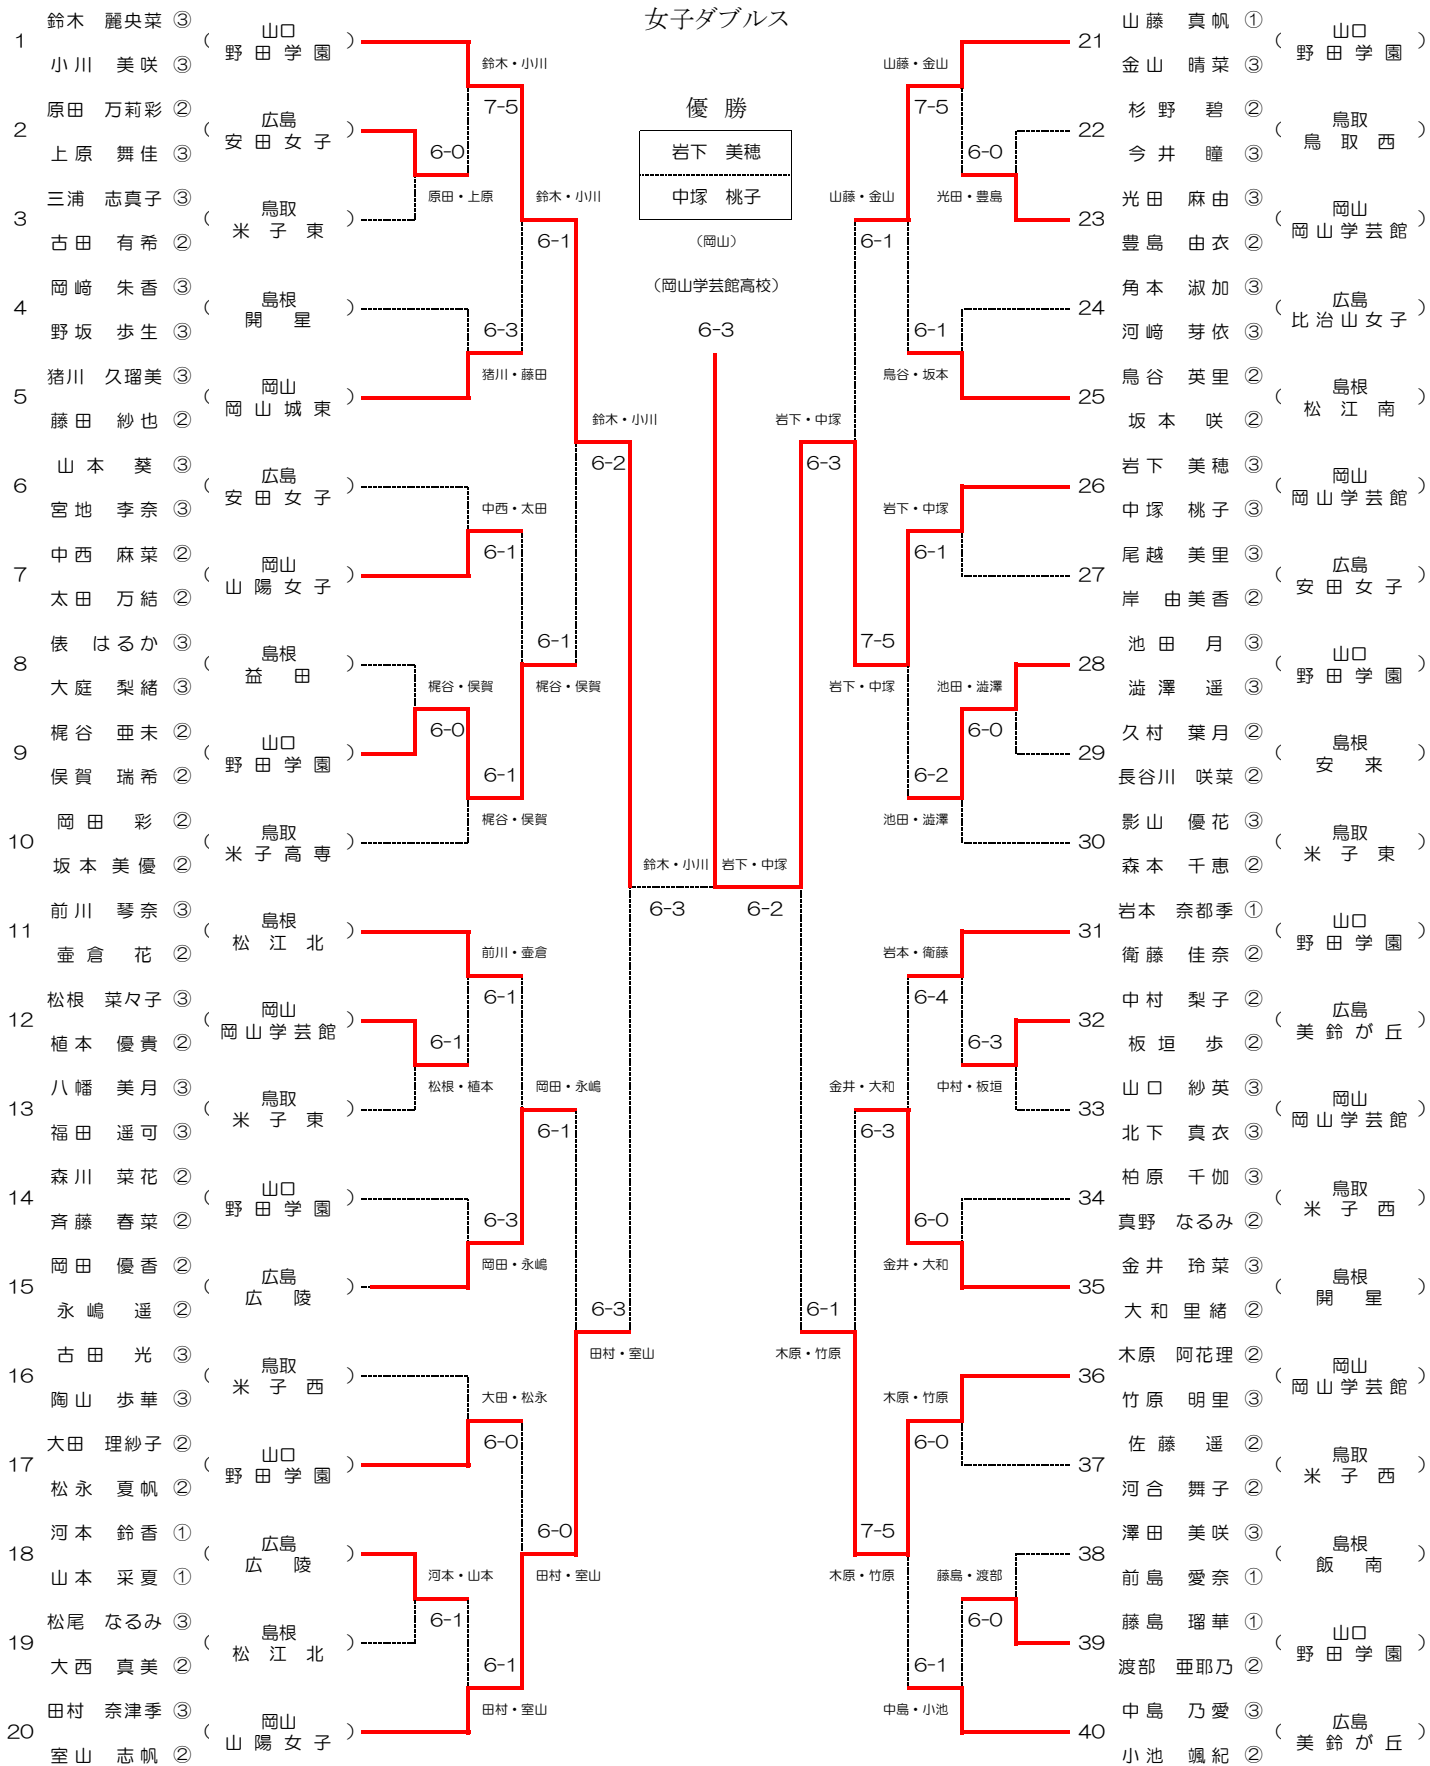 女子ダブルス
優 勝
岩下 美穂
中塚 桃子
(岡山)
(岡山学芸館高校)
6-3
1 鈴木 麗央菜 ③
小川 美咲 ③
( 山口 野田学園 )
2 原田 万莉彩 ②
上原 舞佳 ③
( 広島 安田女子 )
3 三浦 志真子 ③
古田 有希 ②
( 鳥取 米子東 )
4 岡﨑 朱香 ③
野坂 歩生 ③
( 島根 開星 )
5 猪川 久瑠美 ③
藤田 紗也 ②
( 岡山 岡山城東 )
6 山本 葵 ③
宮地 李奈 ③
( 広島 安田女子 )
7 中西 麻菜 ②
太田 万結 ②
( 岡山 山陽女子 )
8 俵 はるか ③
大庭 梨緒 ③
( 島根 益田 )
9 梶谷 亜未 ②
俣賀 瑞希 ②
( 山口 野田学園 )
10 岡田 彩 ②
坂本 美優 ②
( 鳥取 米子高専 )
11 前川 琴奈 ③
壷倉 花 ②
( 島根 松江北 )
12 松根 菜々子 ③
植本 優貴 ②
( 岡山 岡山学芸館 )
13 八幡 美月 ③
福田 遥可 ③
( 鳥取 米子東 )
14 森川 菜花 ②
斉藤 春菜 ②
( 山口 野田学園 )
15 岡田 優香 ②
永嶋 遥 ②
( 広島 広陵 )
16 古田 光 ③
陶山 歩華 ③
( 鳥取 米子西 )
17 大田 理紗子 ②
松永 夏帆 ②
( 山口 野田学園 )
18 河本 鈴香 ①
山本 采夏 ①
( 広島 広陵 )
19 松尾 なるみ ③
大西 真美 ②
( 島根 松江北 )
20 田村 奈津季 ③
室山 志帆 ②
( 岡山 山陽女子 )
鈴木・小川
7-5
6-0
原田・上原
鈴木・小川
6-1
6-3
猪川・藤田
鈴木・小川
6-2
中西・太田
6-1
6-1
梶谷・俣賀
梶谷・俣賀
6-0
6-1
梶谷・俣賀
鈴木・小川
6-3
前川・壷倉
6-1
6-1
松根・植本
岡田・永嶋
6-1
6-3
岡田・永嶋
6-3
田村・室山
大田・松永
6-0
6-0
田村・室山
河本・山本
6-1
6-1
田村・室山
山藤・金山
7-5
6-0
光田・豊島
山藤・金山
6-1
6-1
鳥谷・坂本
岩下・中塚
6-3
岩下・中塚
6-1
7-5
岩下・中塚
池田・澁澤
6-0
6-2
池田・澁澤
岩下・中塚
6-2
岩本・衛藤
6-4
6-3
中村・板垣
金井・大和
6-3
6-0
金井・大和
6-1
木原・竹原
木原・竹原
6-0
7-5
木原・竹原
藤島・渡部
6-0
6-1
中島・小池
21 山藤 真帆 ①
金山 晴菜 ③
( 山口 野田学園 )
22 杉野 碧 ②
今井 瞳 ③
( 鳥取 鳥取西 )
23 光田 麻由 ③
豊島 由衣 ②
( 岡山 岡山学芸館 )
24 角本 淑加 ③
河﨑 芽依 ③
( 広島 比治山女子 )
25 鳥谷 英里 ②
坂本 咲 ②
( 島根 松江南 )
26 岩下 美穂 ③
中塚 桃子 ③
( 岡山 岡山学芸館 )
27 尾越 美里 ③
岸 由美香 ②
( 広島 安田女子 )
28 池田 月 ③
澁澤 遥 ③
( 山口 野田学園 )
29 久村 葉月 ②
長谷川 咲菜 ②
( 島根 安来 )
30 影山 優花 ③
森本 千恵 ②
( 鳥取 米子東 )
31 岩本 奈都季 ①
衛藤 佳奈 ②
( 山口 野田学園 )
32 中村 梨子 ②
板垣 歩 ②
( 広島 美鈴が丘 )
33 山口 紗英 ③
北下 真衣 ③
( 岡山 岡山学芸館 )
34 柏原 千伽 ③
真野 なるみ ②
( 鳥取 米子西 )
35 金井 玲菜 ③
大和 里緒 ②
( 島根 開星 )
36 木原 阿花理 ②
竹原 明里 ③
( 岡山 岡山学芸館 )
37 佐藤 遥 ②
河合 舞子 ②
( 鳥取 米子西 )
38 澤田 美咲 ③
前島 愛奈 ①
( 島根 飯南 )
39 藤島 瑠華 ①
渡部 亜耶乃 ②
( 山口 野田学園 )
40 中島 乃愛 ③
小池 颯紀 ②
( 広島 美鈴が丘 )